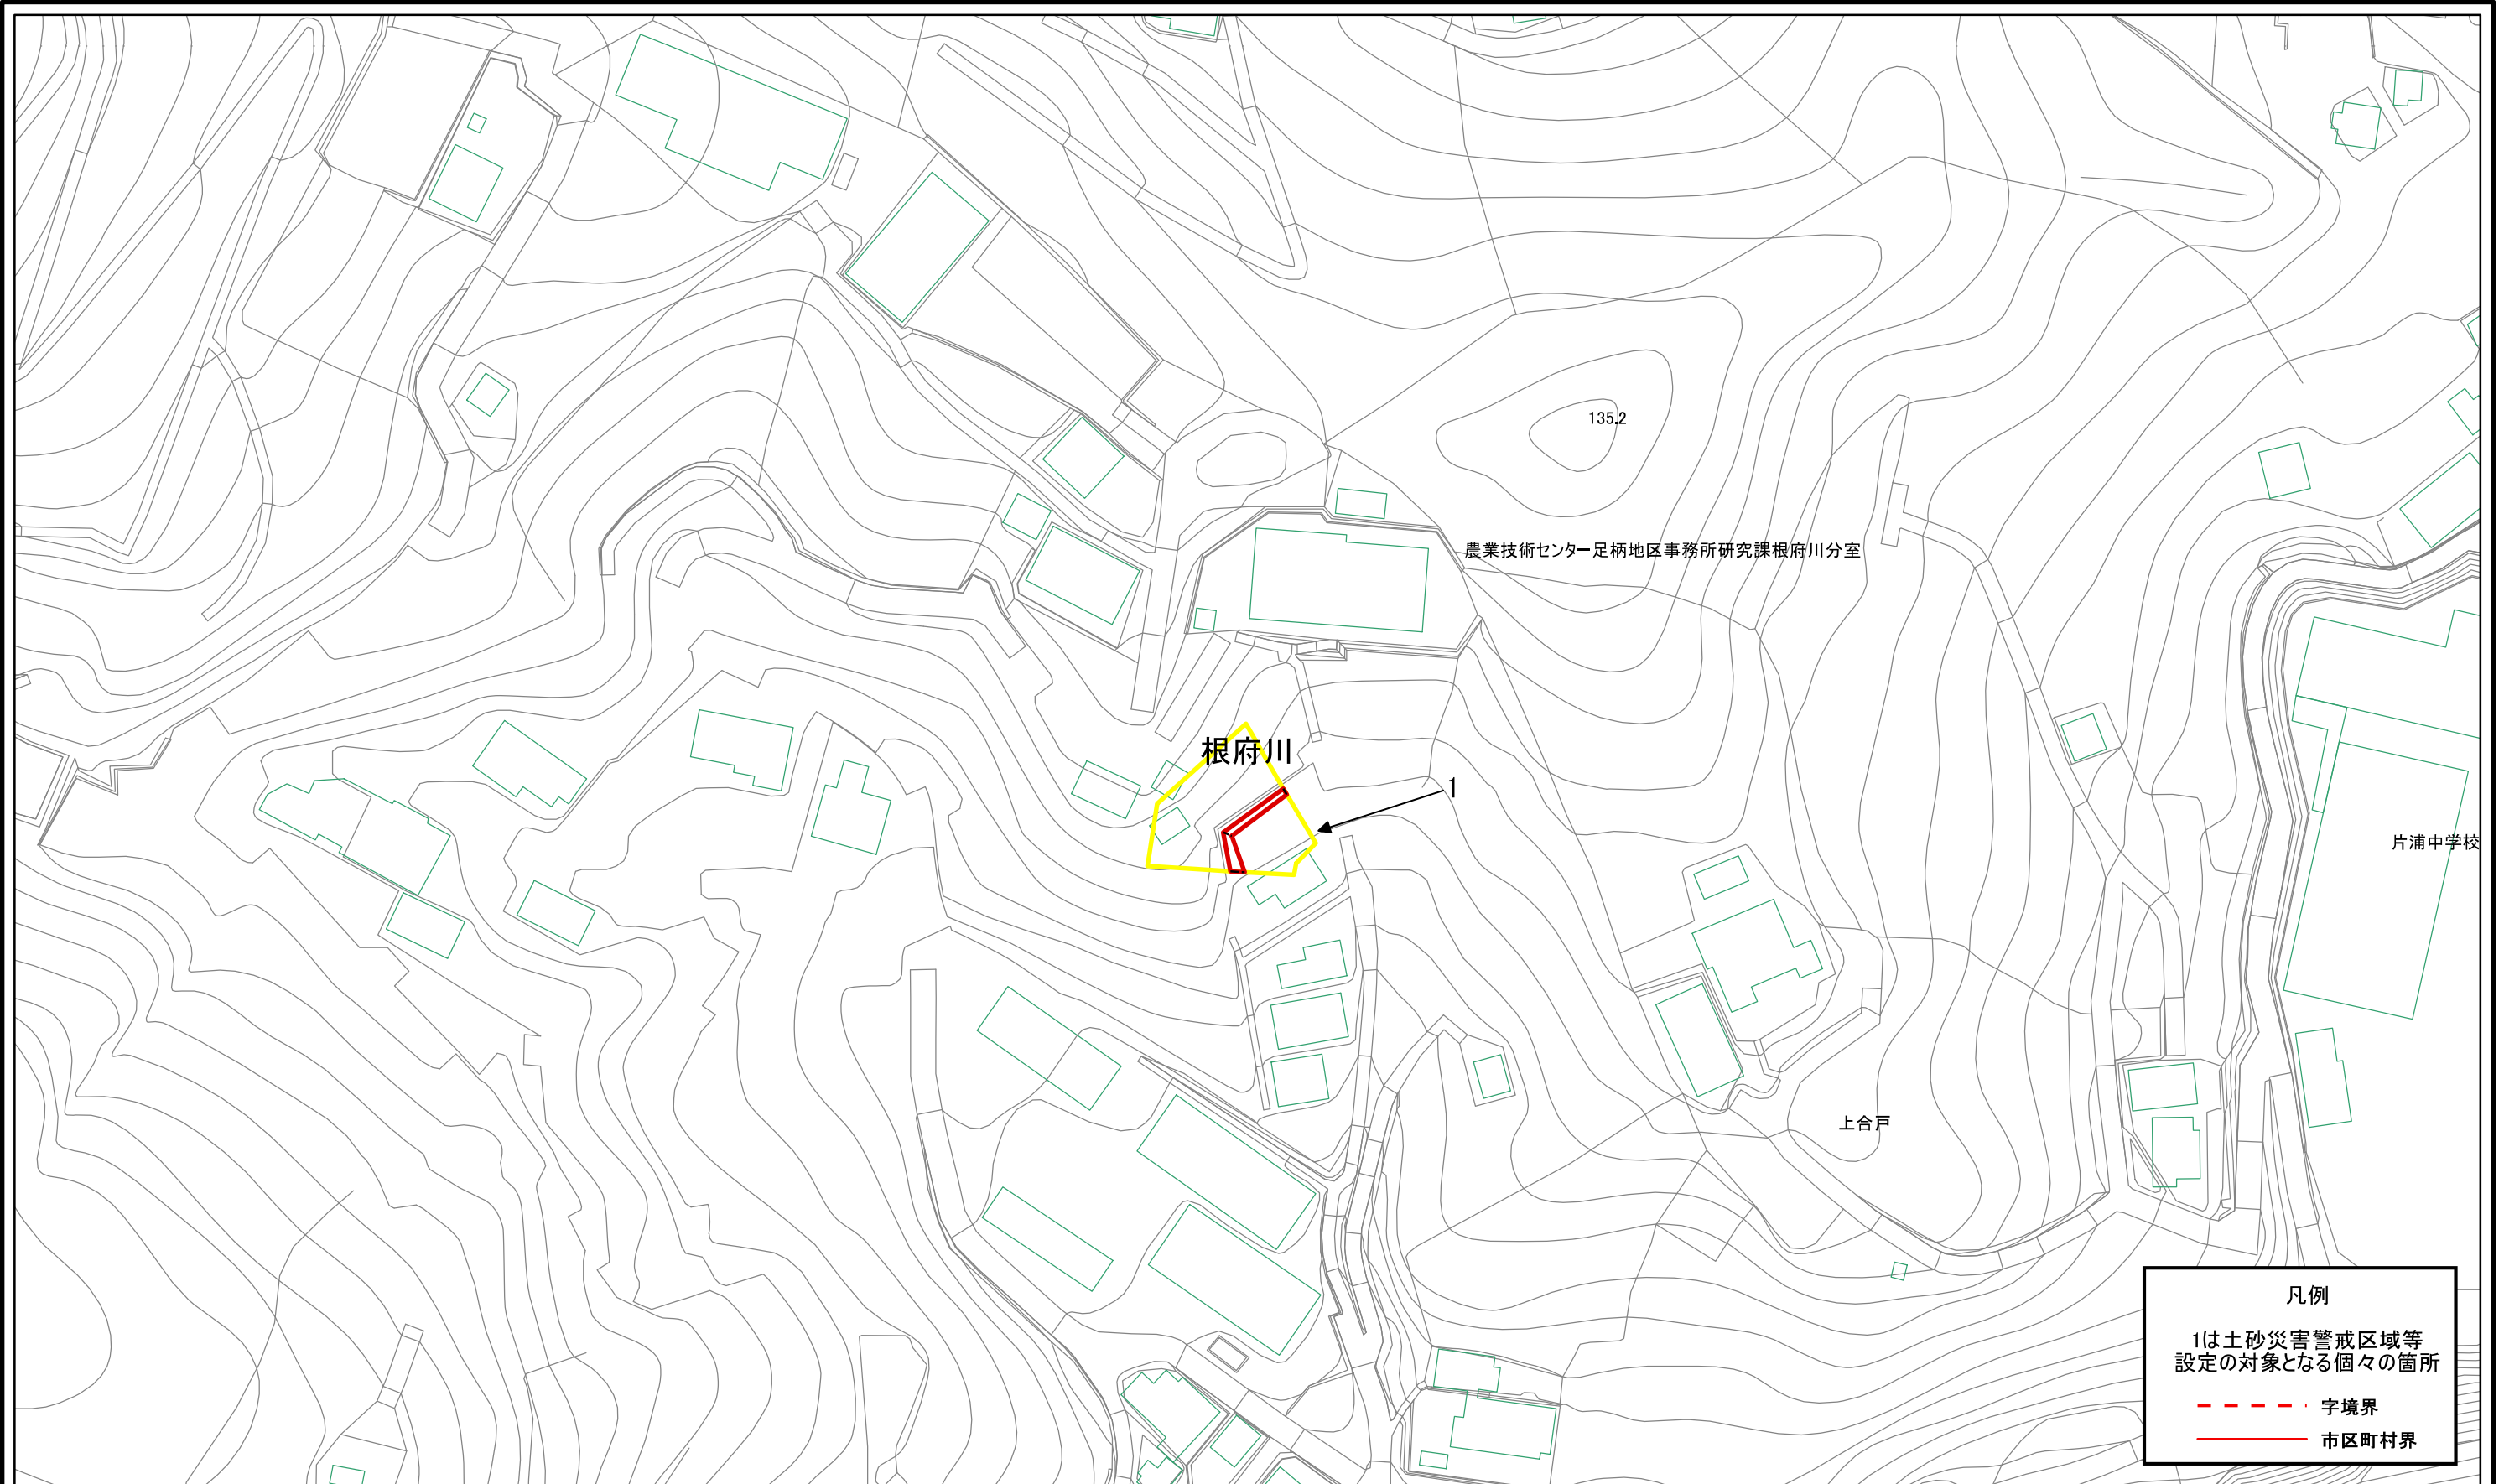 135.2
農業技術センター足柄地区事務所研究課根府川分室
根府川
1
片浦中学校
上合戸
凡例
1は土砂災害警戒区域等
設定の対象となる個々の箇所
字境界
市区町村界